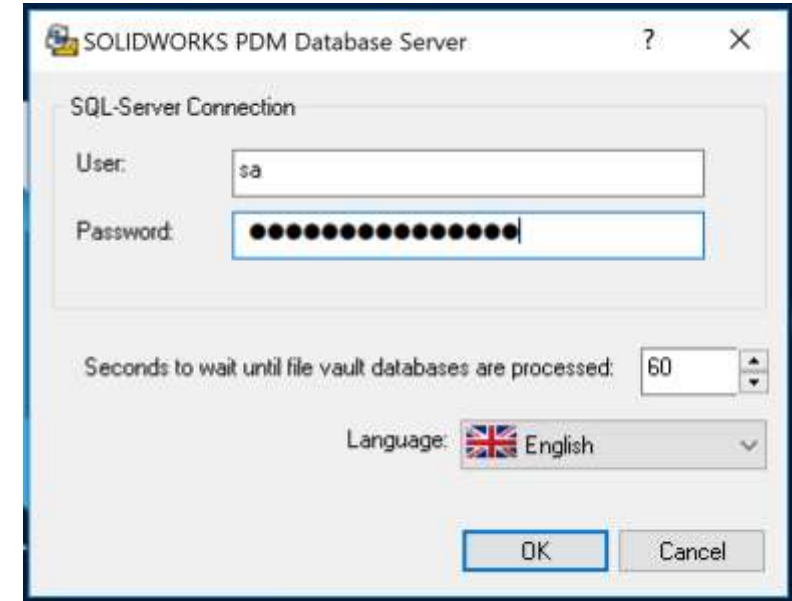 SOLIDWORKS PDM Database Server ?
SQL-Server Connection
User: sa
Password: ●●●●●●●●●●●●●●●
Seconds to wait until file vault databases are processed: 60
Language: English
OK Cancel